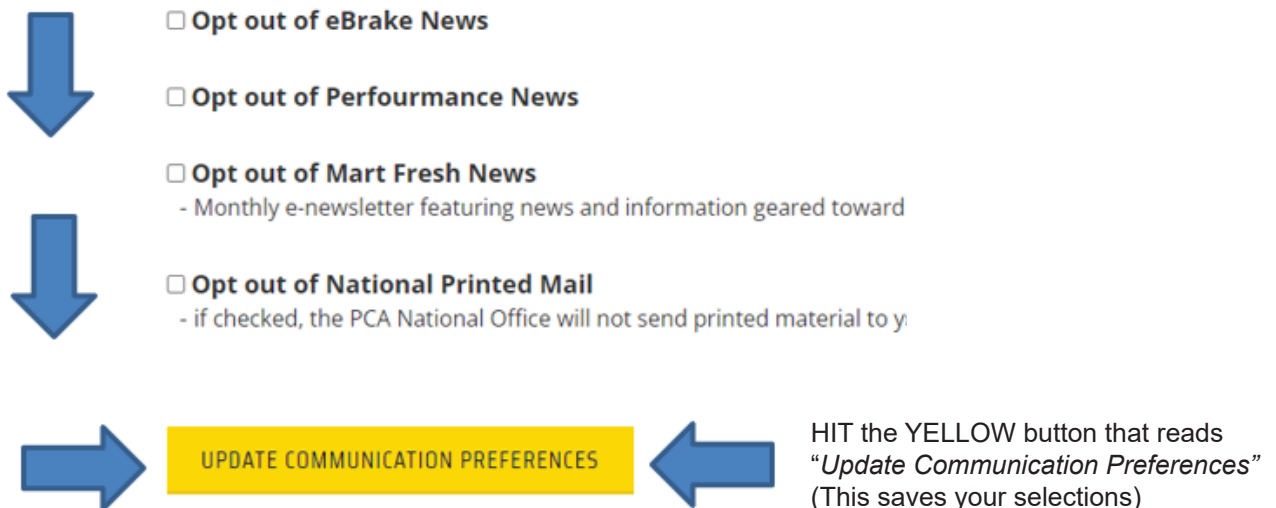 Opt out of eBrake News
Opt out of Perfourmance News
Opt out of Mart Fresh News
- Monthly e-newsletter featuring news and information geared toward
Opt out of National Printed Mail
- if checked, the PCA National Office will not send printed material to
UPDATE COMMUNICATION PREFERENCES
HIT the YELLOW button that reads
“Update Communication Preferences”
(This saves your selections)